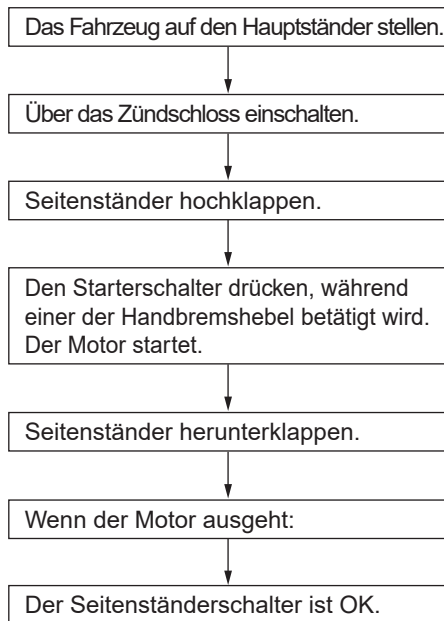 Das Fahrzeug auf den Hauptständer stellen.
Über das Zündschloss einschalten.
Seitenständer hochklappen.
Den Starterschalter drücken, während
einer der Handbremshebel betätigt wird.
Der Motor startet.
Seitenständer herunterklappen.
Wenn der Motor ausgeht:
Der Seitenständerschalter ist OK.